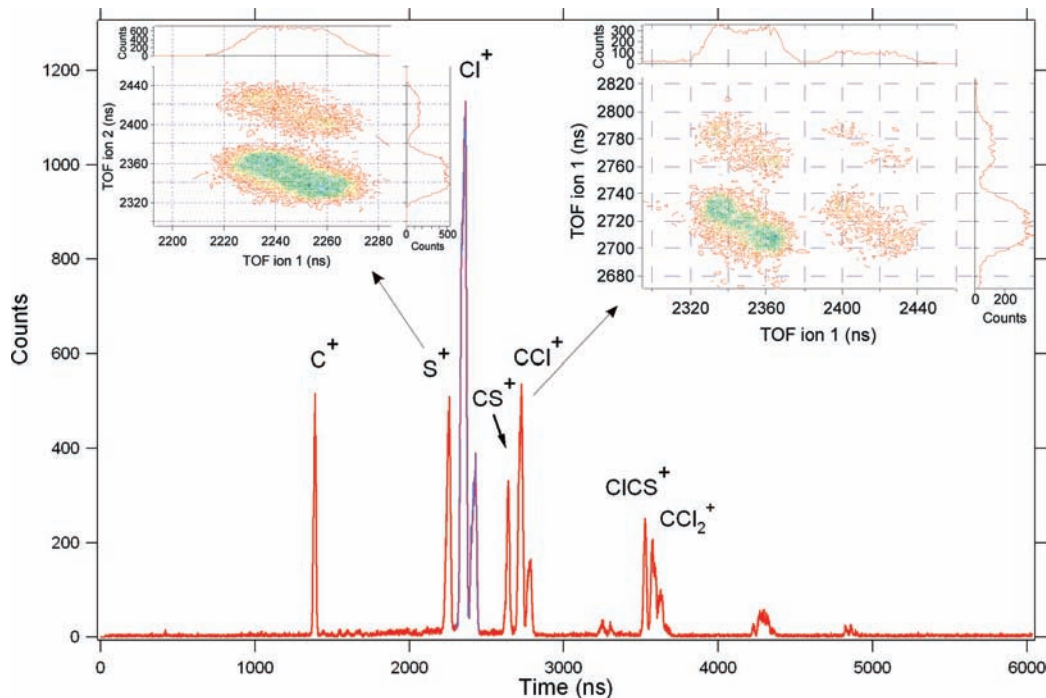 1200
1000
800
600
400
200
0
Counts
0 1000 2000 3000 4000 5000 6000
Time (ns)
C⁺
S⁺
Cl⁺
CS⁺
CCl⁺
ClCS⁺
CCl₂⁺
Counts
600
400
200
0
2440
2400
2360
2320
TOF ion 2 (ns)
2200 2220 2240 2260 2280
TOF ion 1 (ns)
0 500
Counts
Counts
300
200
100
0
2820
2800
2780
2760
2740
2720
2700
2680
TOF ion 1 (ns)
2320 2360 2400 2440
TOF ion 1 (ns)
0 200
Counts